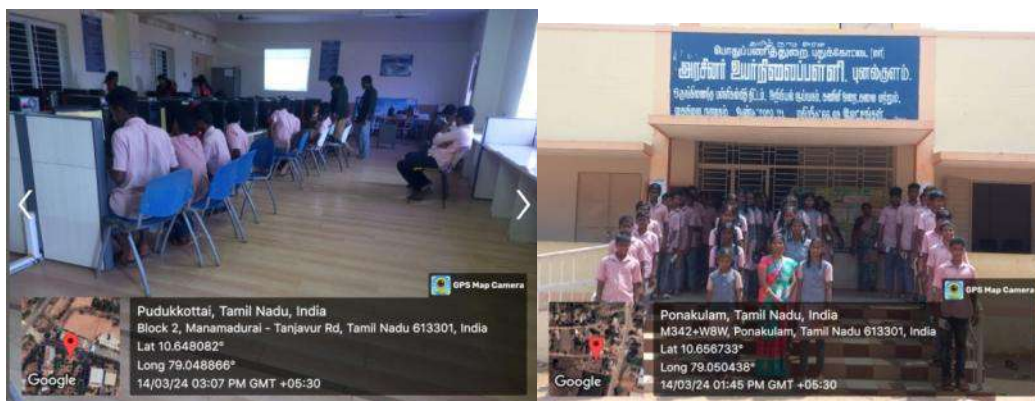 GPS Map Camera
Pudukkottai, Tamil Nadu, India
Block 2, Manamadurai - Tanjavur Rd, Tamil Nadu 613301, India
Lat 10.648082°
Long 79.048866°
14/03/24 03:07 PM GMT +05:30
Google
பொதுப்பணித்துறை, புதுக்கோட்டை
அரசினர் உயர்நிலைப்பள்ளி, புனல்குளம்.
GPS Map Camera
Ponakulam, Tamil Nadu, India
M342+W8W, Ponakulam, Tamil Nadu 613301, India
Lat 10.656733°
Long 79.050438°
14/03/24 01:45 PM GMT +05:30
Google